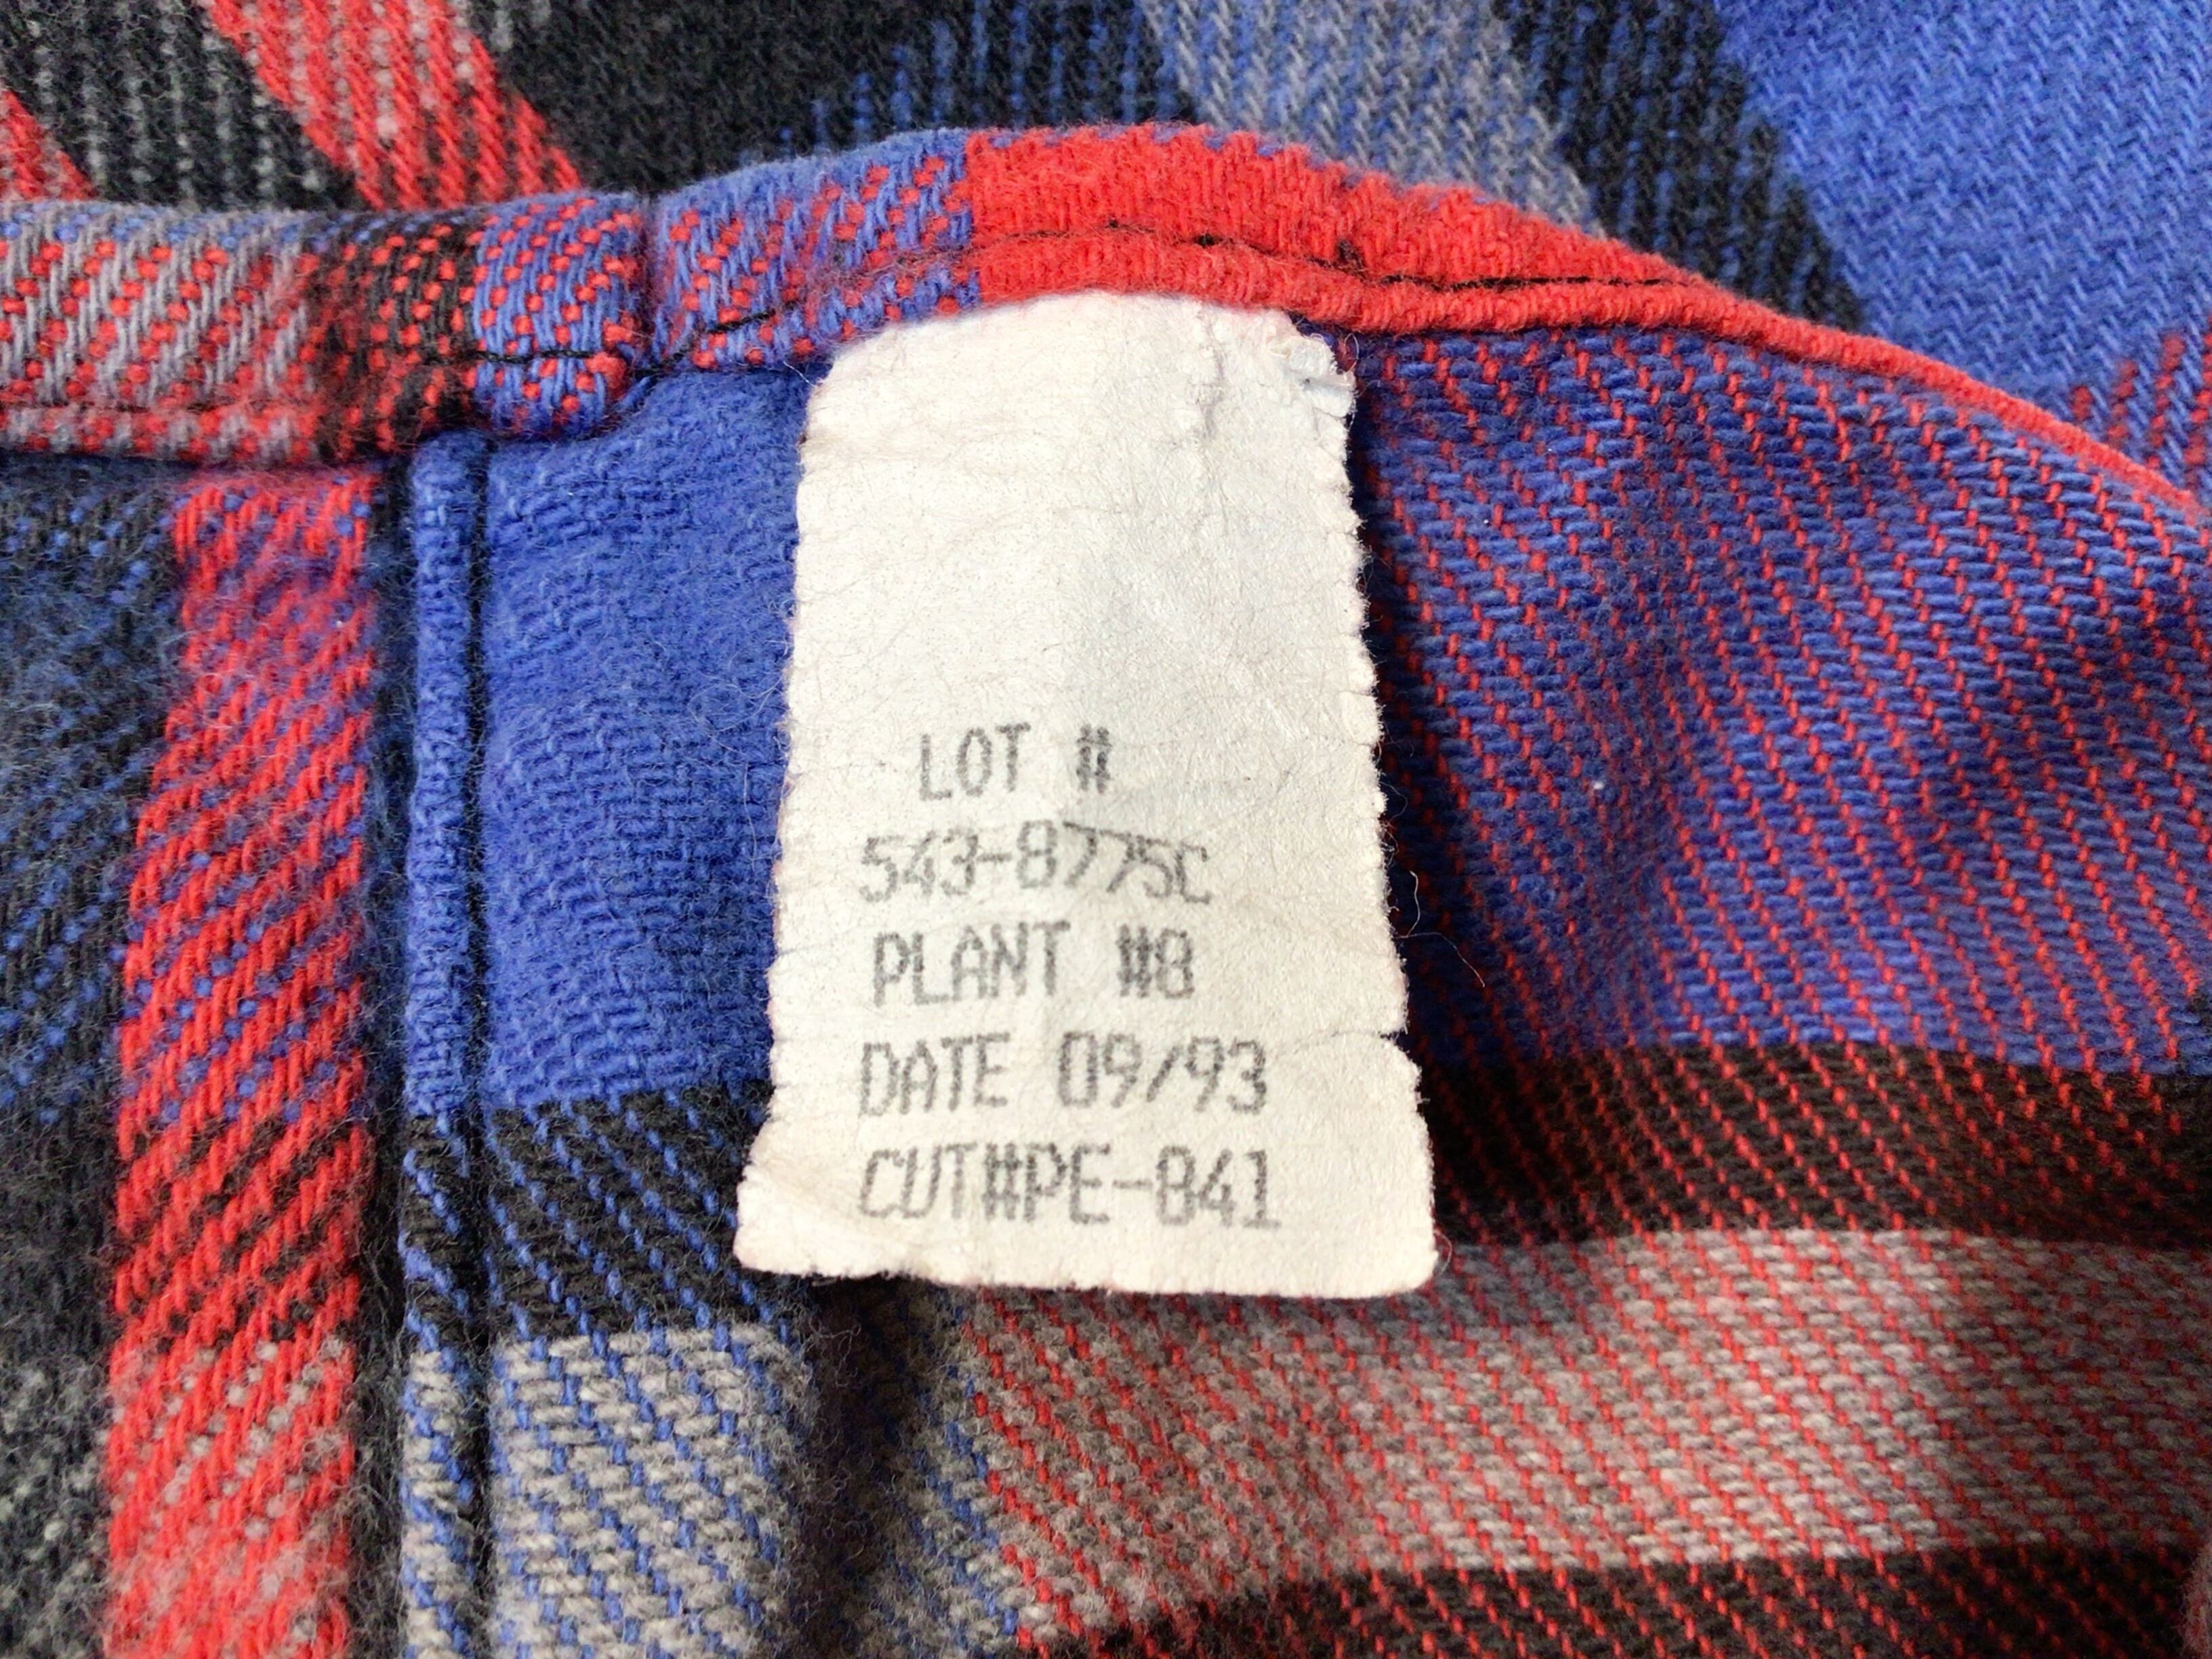 LOT #
543-8775C
PLANT #8
DATE 09/93
CUT#PE-841